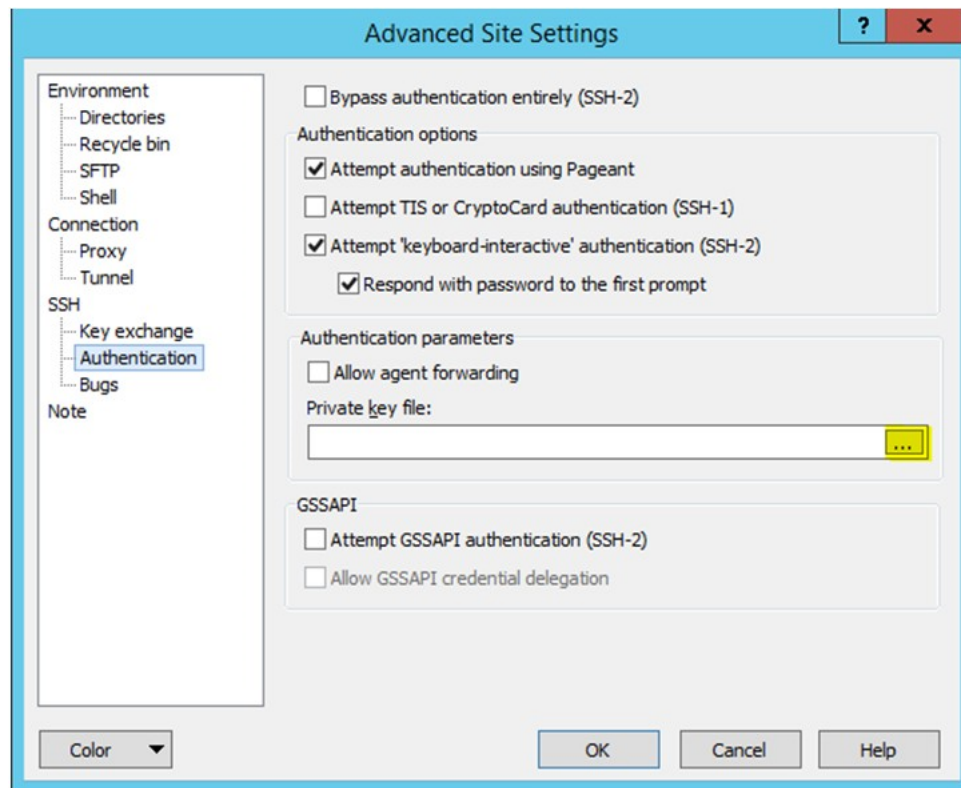 Advanced Site Settings
? x
Environment
Directories
Recycle bin
SFTP
Shell
Connection
Proxy
Tunnel
SSH
Key exchange
Authentication
Bugs
Note
Bypass authentication entirely (SSH-2)
Authentication options
Attempt authentication using Pageant
Attempt TIS or CryptoCard authentication (SSH-1)
Attempt 'keyboard-interactive' authentication (SSH-2)
Respond with password to the first prompt
Authentication parameters
Allow agent forwarding
Private key file:
...
GSSAPI
Attempt GSSAPI authentication (SSH-2)
Allow GSSAPI credential delegation
Color
OK
Cancel
Help